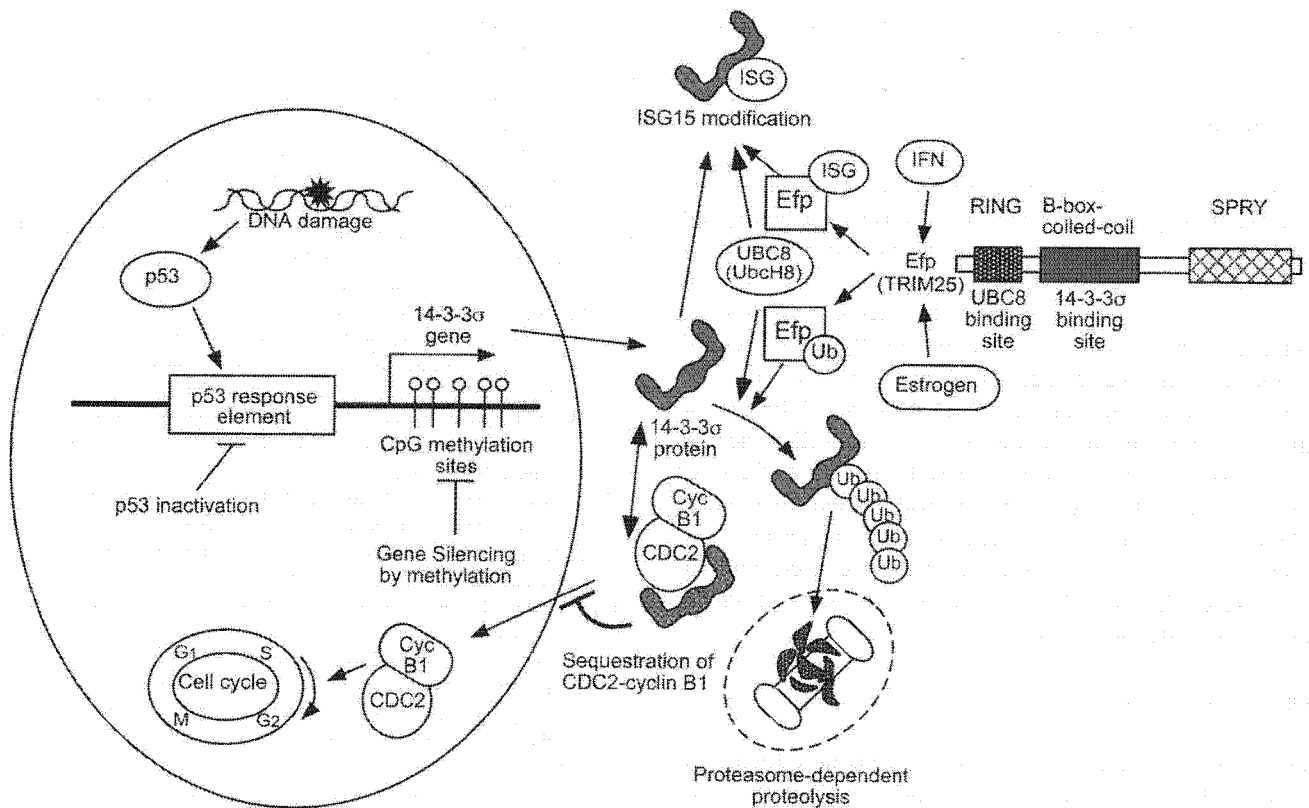 ISG
ISG15 modification
ISG
IFN
Efp
RING
B-box-
coiled-coil
SPRY
DNA damage
UBC8
(UbcH8)
Efp
(TRIM25)
p53
UBC8
binding
site
14-3-3σ
binding
site
14-3-3σ
gene
Efp
Ub
Estrogen
p53 response
element
CpG methylation
sites
14-3-3σ
protein
p53 inactivation
Cyc
B1
CDC2
Ub
Ub
Ub
Ub
Ub
Gene Silencing
by methylation
G1
S
Cell cycle
M
G2
Cyc
B1
CDC2
Sequestration of
CDC2-cyclin B1
Proteasome-dependent
proteolysis